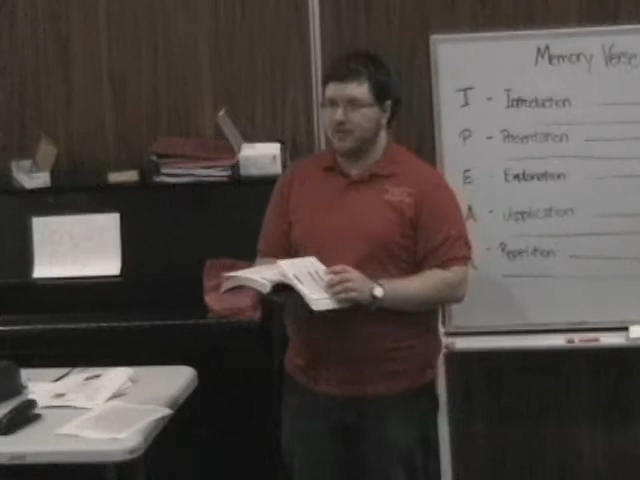 Memory Verse
I - Introduction
P - Presentation
E - Explanation
A - Application
- Repetition